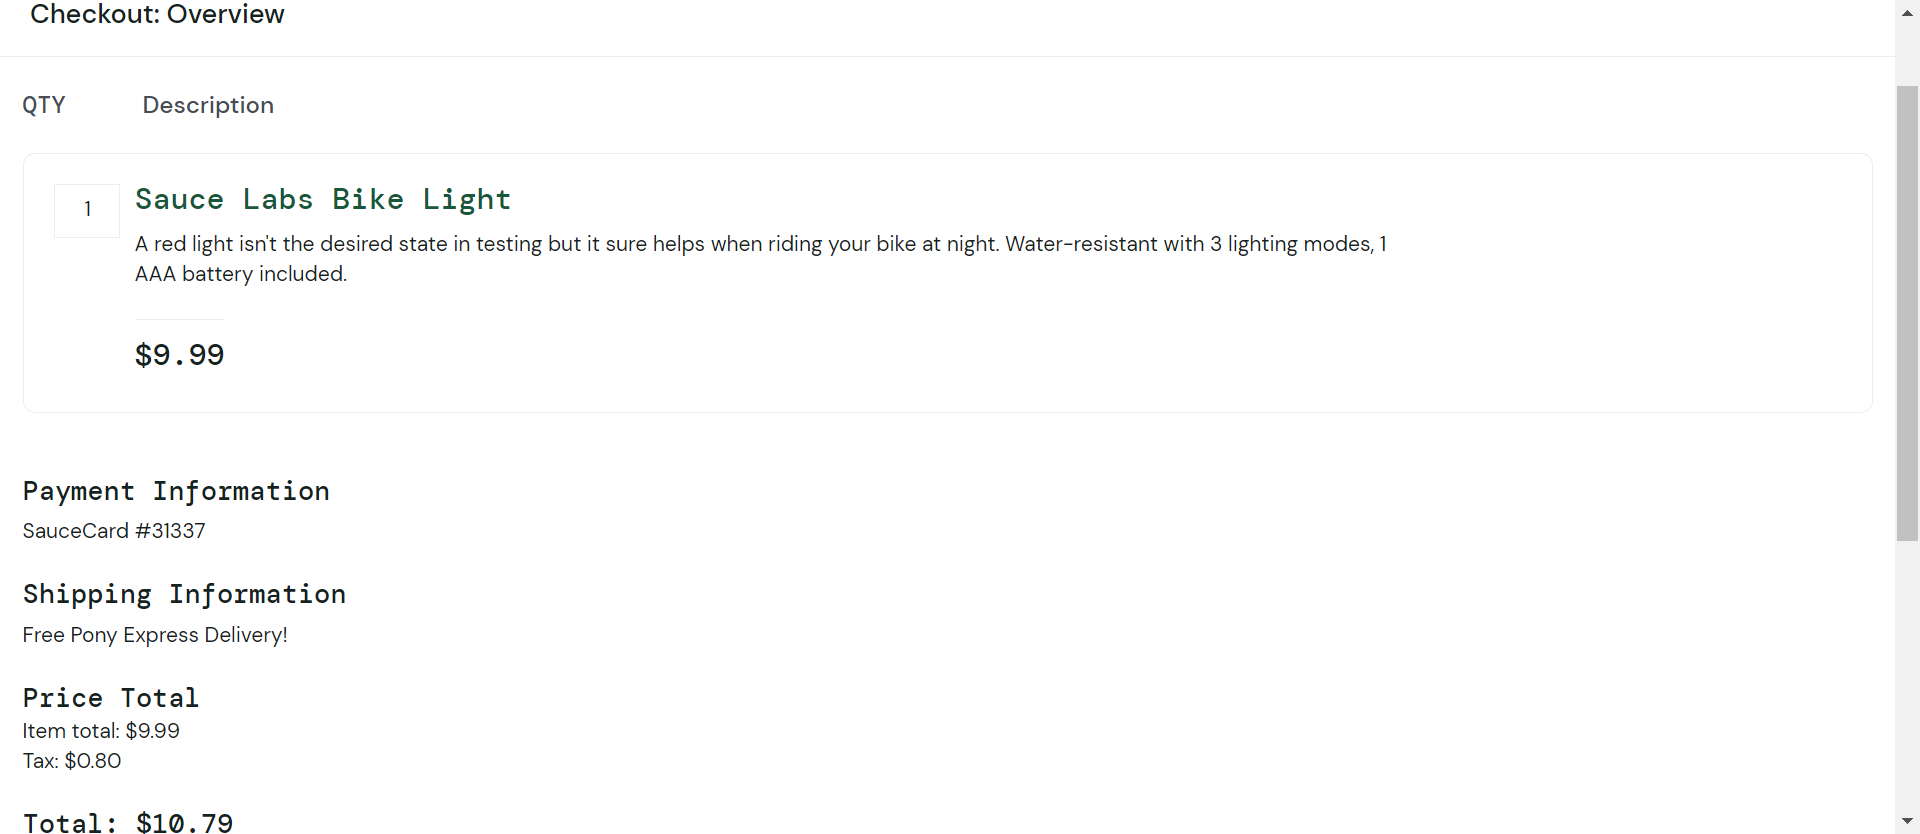 Checkout: Overview
QTY Description
1 Sauce Labs Bike Light
A red light isn't the desired state in testing but it sure helps when riding your bike at night. Water-resistant with 3 lighting modes, 1
AAA battery included.
$9.99
Payment Information
SauceCard #31337
Shipping Information
Free Pony Express Delivery!
Price Total
Item total: $9.99
Tax: $0.80
Total: $10.79